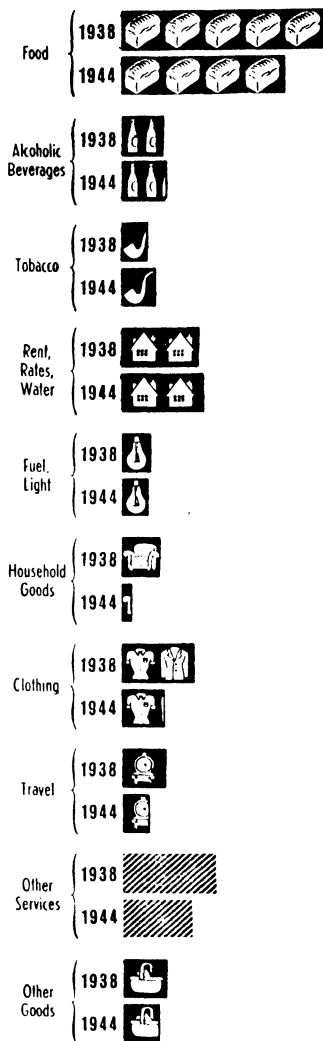 Food
1938
1944
Alcoholic
Beverages
1938
1944
Tobacco
1938
1944
Rent,
Rates,
Water
1938
1944
Fuel,
Light
1938
1944
Household
Goods
1938
1944
Clothing
1938
1944
Travel
1938
1944
Other
Services
1938
1944
Other
Goods
1938
1944